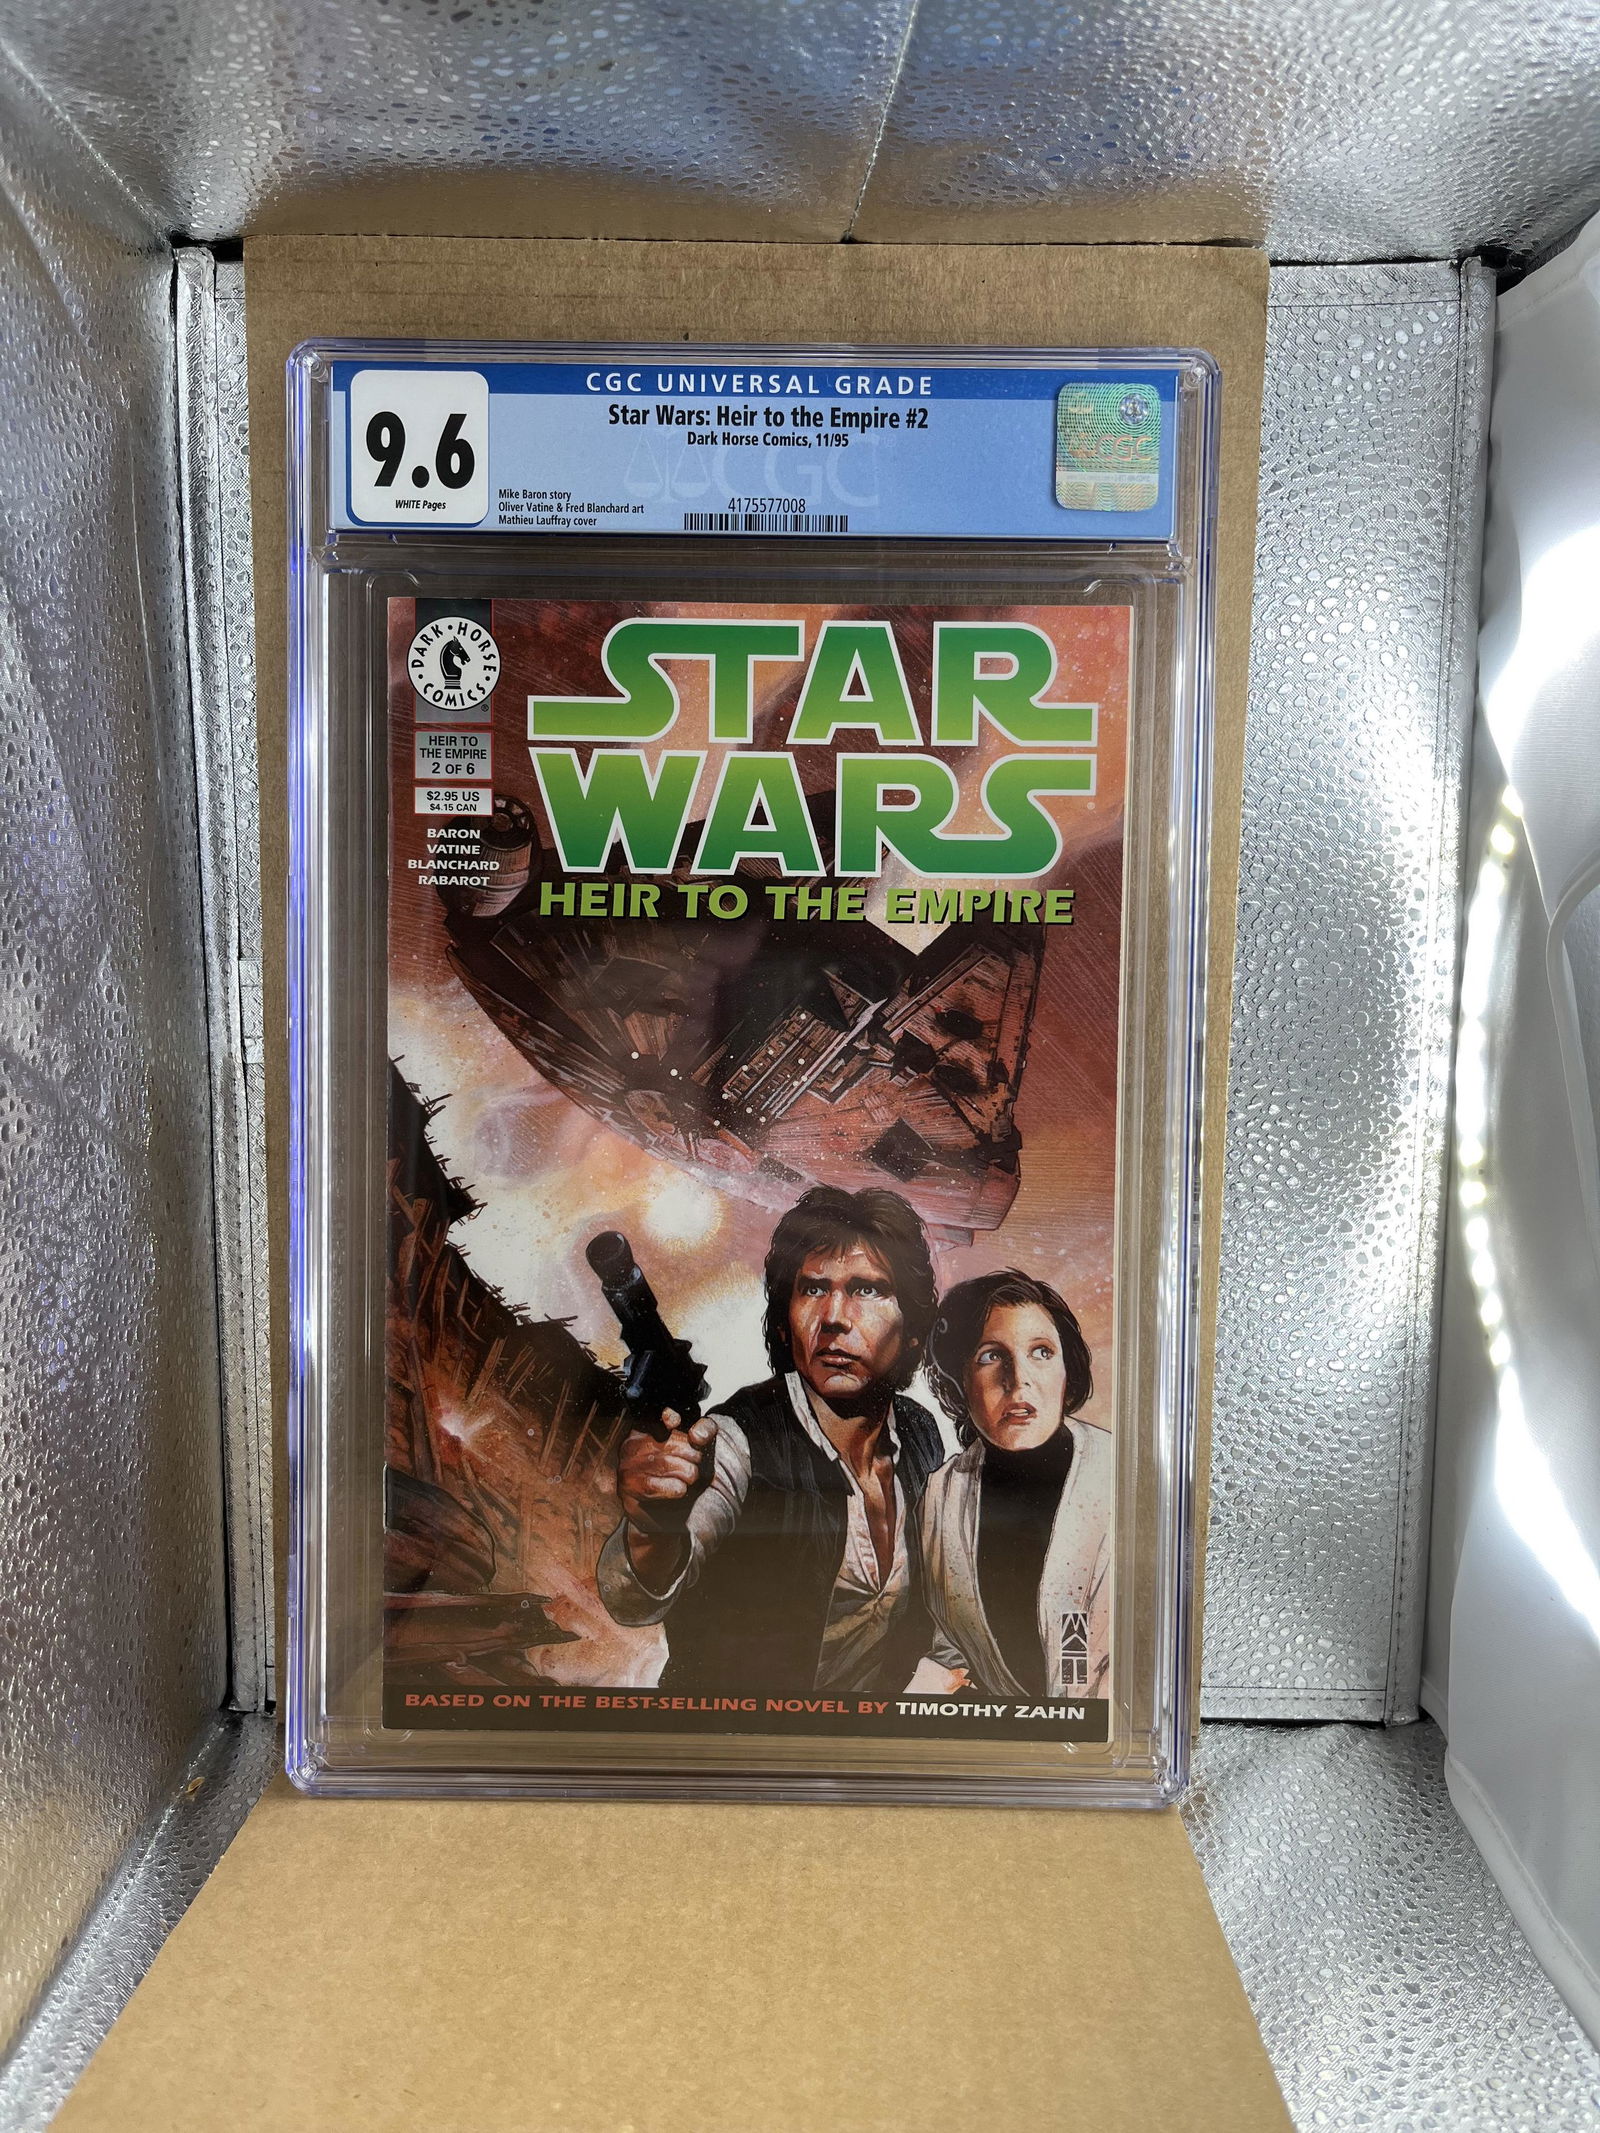 CGC UNIVERSAL GRADE
9.6
WHITE Pages
Star Wars: Heir to the Empire #2
Dark Horse Comics, 11/95
Mike Baron story
Oliver Vatine & Fred Blanchard art
Mathieu Lauffray cover
4175577008
CGC
CGC
DARK • HORSE
• COMICS •
®
HEIR TO
THE EMPIRE
2 OF 6
$2.95 US
$4.15 CAN
BARON
VATINE
BLANCHARD
RABAROT
STAR
WARS
HEIR TO THE EMPIRE
BASED ON THE BEST-SELLING NOVEL BY TIMOTHY ZAHN